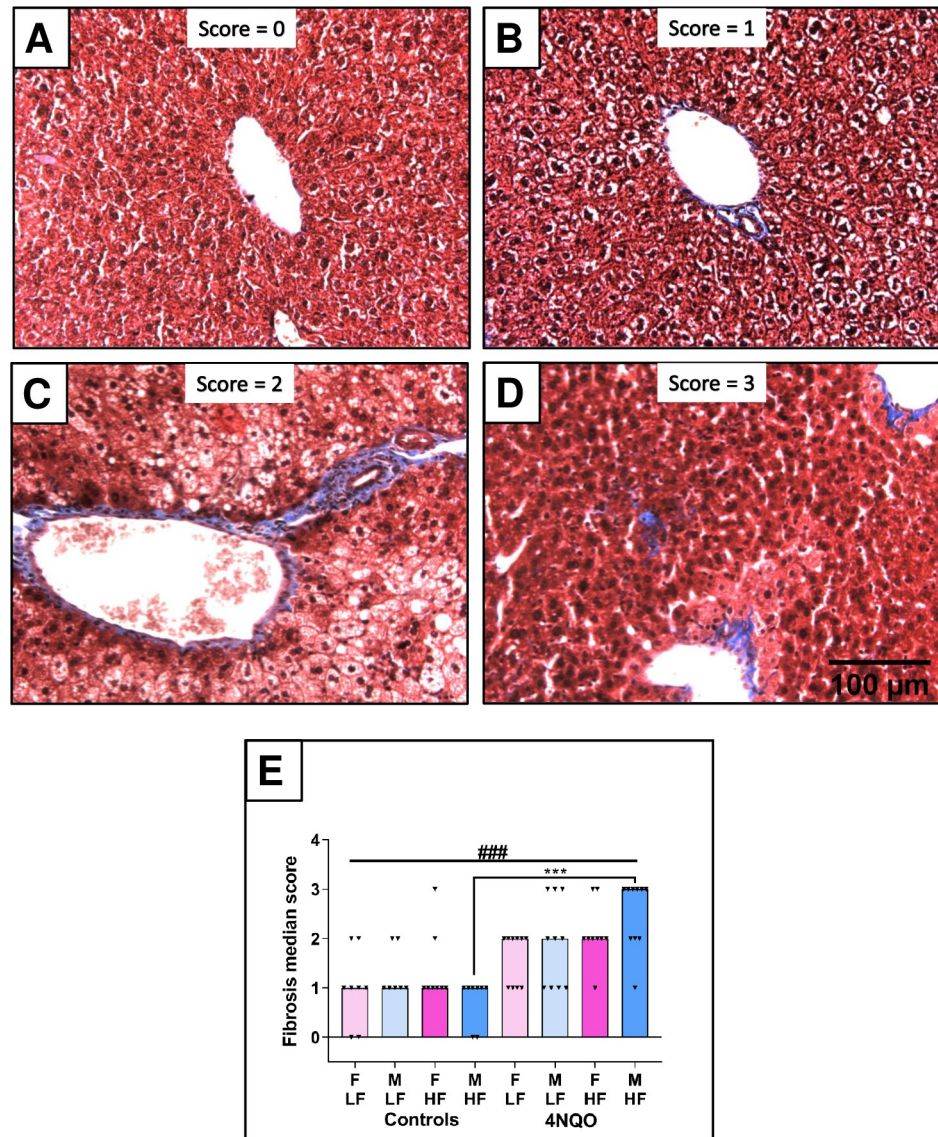 A
Score = 0
B
Score = 1
C
Score = 2
D
Score = 3
100 µm
E
Fibrosis median score
4
3
2
1
0
###
***
F M F M F M F M
LF LF HF HF LF LF HF HF
Controls 4NQO